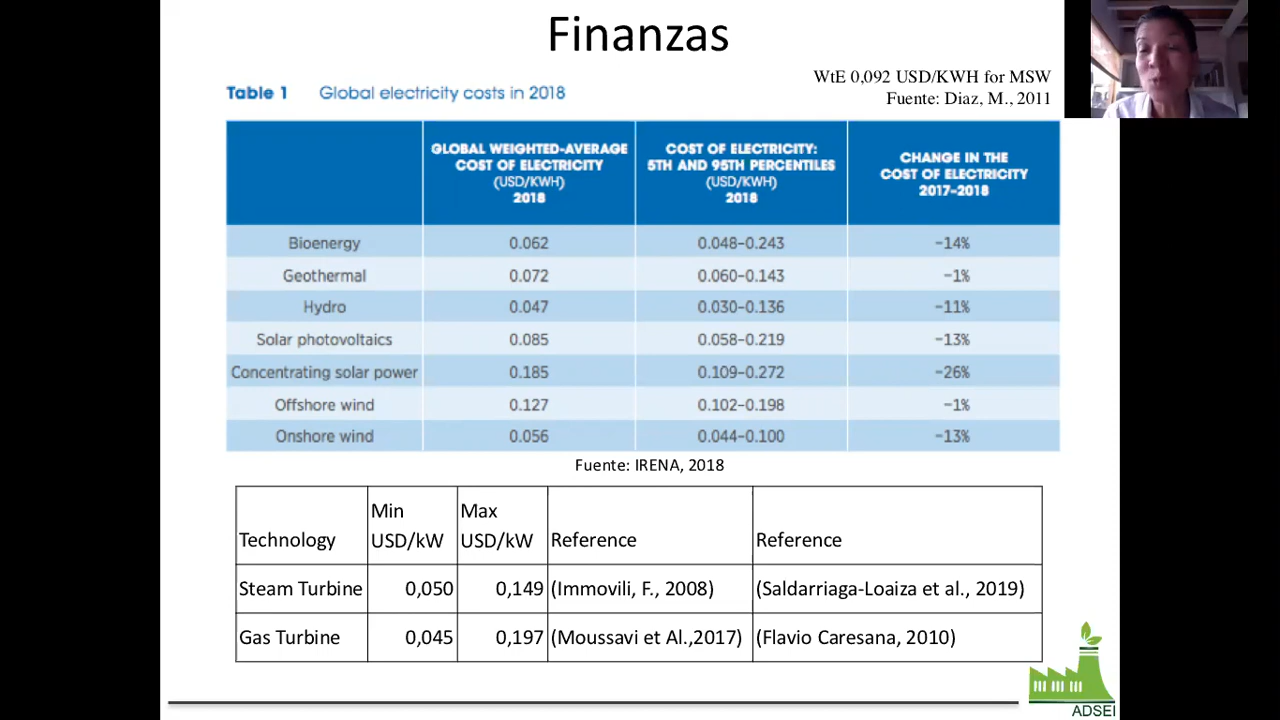 Finanzas
WtE 0,092 USD/KWH for MSW
Fuente: Diaz, M., 2011
Table 1 Global electricity costs in 2018
GLOBAL WEIGHTED-AVERAGE COST OF ELECTRICITY (USD/KWH) 2018
COST OF ELECTRICITY: 5TH AND 95TH PERCENTILES (USD/KWH) 2018
CHANGE IN THE COST OF ELECTRICITY 2017–2018
Bioenergy 0.062 0.048–0.243 −14%
Geothermal 0.072 0.060–0.143 −1%
Hydro 0.047 0.030–0.136 −11%
Solar photovoltaics 0.085 0.058–0.219 −13%
Concentrating solar power 0.185 0.109–0.272 −26%
Offshore wind 0.127 0.102–0.198 −1%
Onshore wind 0.056 0.044–0.100 −13%
Fuente: IRENA, 2018
Technology Min USD/kW Max USD/kW Reference Reference
Steam Turbine 0,050 0,149 (Immovili, F., 2008) (Saldarriaga-Loaiza et al., 2019)
Gas Turbine 0,045 0,197 (Moussavi et Al.,2017) (Flavio Caresana, 2010)
ADSEI